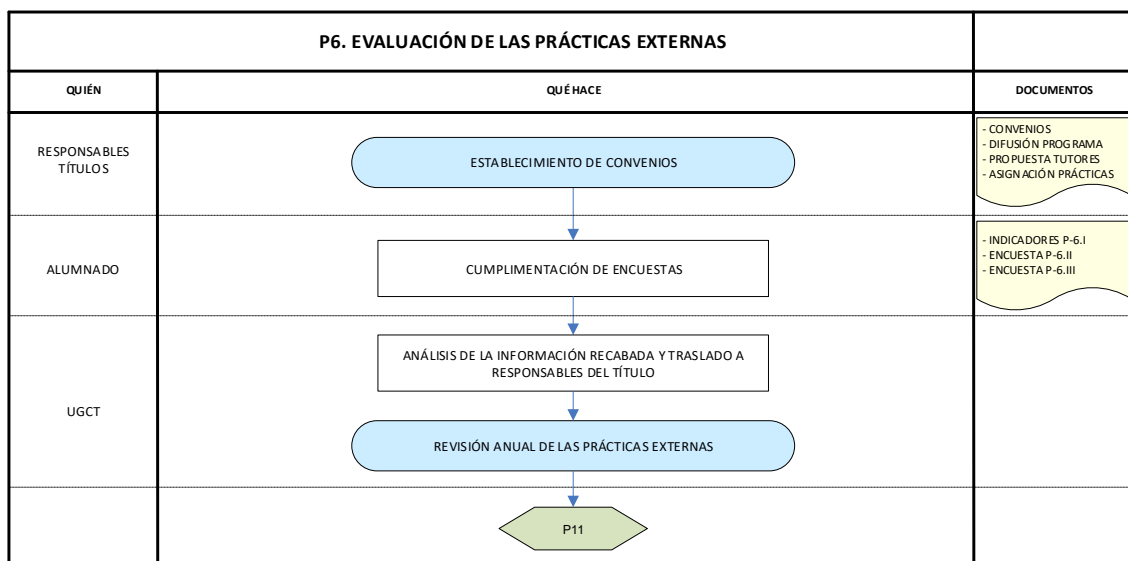 P6. EVALUACIÓN DE LAS PRÁCTICAS EXTERNAS
QUIÉN
QUÉ HACE
DOCUMENTOS
RESPONSABLES
TÍTULOS
ESTABLECIMIENTO DE CONVENIOS
- CONVENIOS
- DIFUSIÓN PROGRAMA
- PROPUESTA TUTORES
- ASIGNACIÓN PRÁCTICAS
ALUMNADO
CUMPLIMENTACIÓN DE ENCUESTAS
- INDICADORES P-6.I
- ENCUESTA P-6.II
- ENCUESTA P-6.III
UGCT
ANÁLISIS DE LA INFORMACIÓN RECABADA Y TRASLADO A
RESPONSABLES DEL TÍTULO
REVISIÓN ANUAL DE LAS PRÁCTICAS EXTERNAS
P11